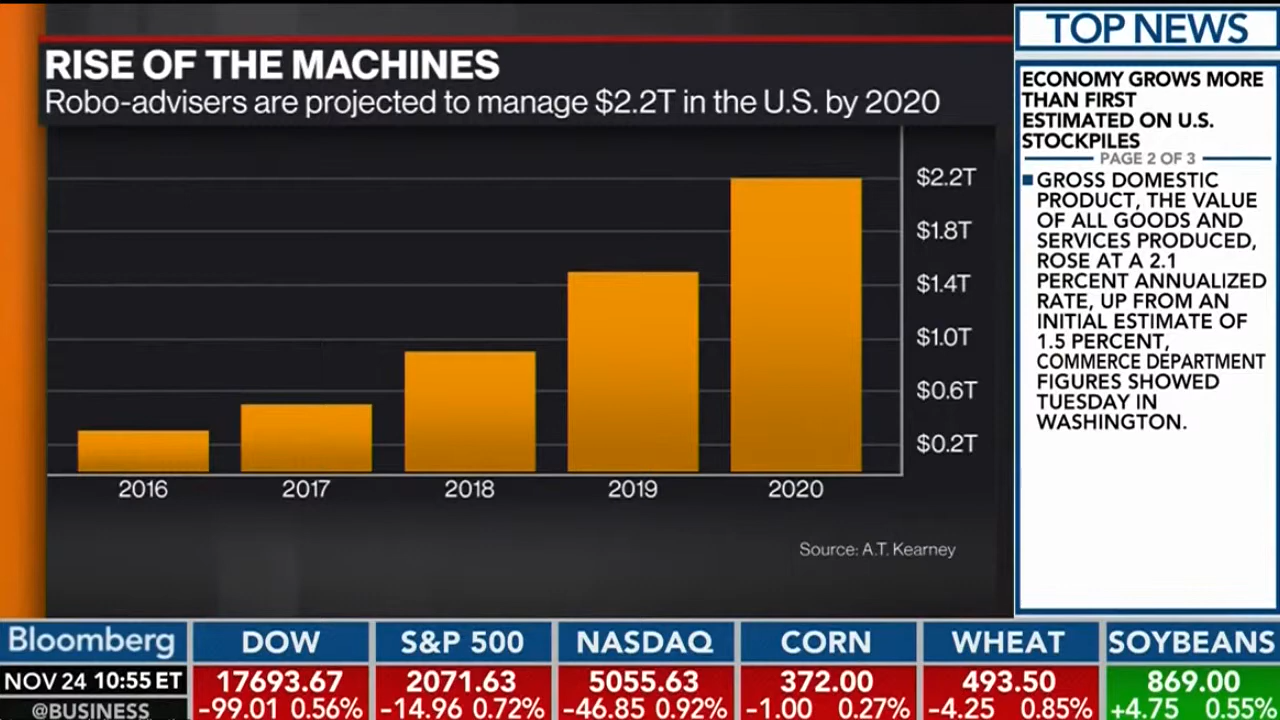 RISE OF THE MACHINES
Robo-advisers are projected to manage $2.2T in the U.S. by 2020
$2.2T
$1.8T
$1.4T
$1.0T
$0.6T
$0.2T
2016 2017 2018 2019 2020
Source: A.T. Kearney
TOP NEWS
ECONOMY GROWS MORE
THAN FIRST
ESTIMATED ON U.S.
STOCKPILES
PAGE 2 OF 3
GROSS DOMESTIC
PRODUCT, THE VALUE
OF ALL GOODS AND
SERVICES PRODUCED,
ROSE AT A 2.1
PERCENT ANNUALIZED
RATE, UP FROM AN
INITIAL ESTIMATE OF
1.5 PERCENT,
COMMERCE DEPARTMENT
FIGURES SHOWED
TUESDAY IN
WASHINGTON.
Bloomberg DOW S&P 500 NASDAQ CORN WHEAT SOYBEANS
NOV 24 10:55 ET 17693.67 2071.63 5055.63 372.00 493.50 869.00
@BUSINESS -99.01 0.56% -14.96 0.72% -46.85 0.92% -1.00 0.27% -4.25 0.85% +4.75 0.55%